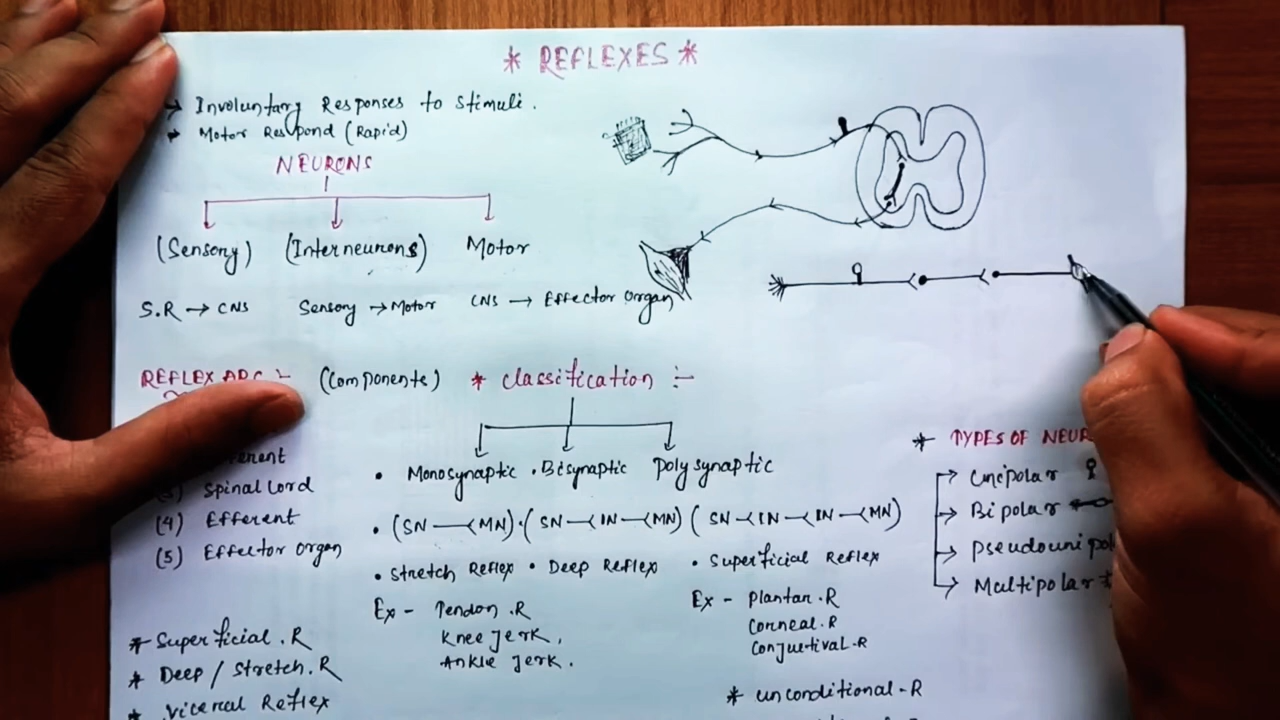 * REFLEXES *
→ Involuntary Responses to Stimuli.
→ Motor Respond (Rapid)
NEURONS
(Sensory) (Interneurons) Motor
S.R → CNS Sensory → Motor CNS → Effector Organ
REFLEX ARC :- (Components) * Classification :-
• Monosynaptic • Bisynaptic Polysynaptic
• (SN —< MN) • (SN —< IN —< MN) (SN —< IN —< IN —< MN)
• Stretch Reflex • Deep Reflex • Superficial Reflex
Ex - Tendon .R
Knee Jerk,
Ankle Jerk.
Ex - Plantar .R
Corneal .R
Conjuctival .R
* unconditional - R
* TYPES OF NEUR
→ Unipolar
→ Bipolar
→ Pseudounipol
→ Multipolar
Spinal Cord
(4) Efferent
(5) Effector Organ
* Superficial .R
* Deep / Stretch .R
* Viceral Reflex